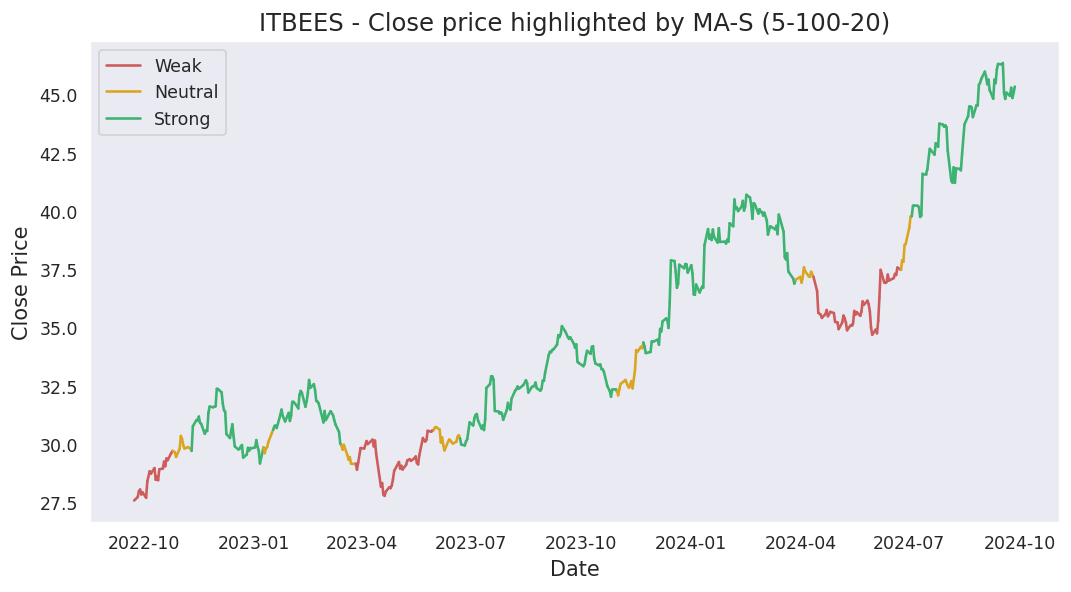 ITBEES - Close price highlighted by MA-S (5-100-20)
Weak
Neutral
Strong
45.0
42.5
40.0
37.5
35.0
32.5
30.0
27.5
Close Price
2022-10 2023-01 2023-04 2023-07 2023-10 2024-01 2024-04 2024-07 2024-10
Date